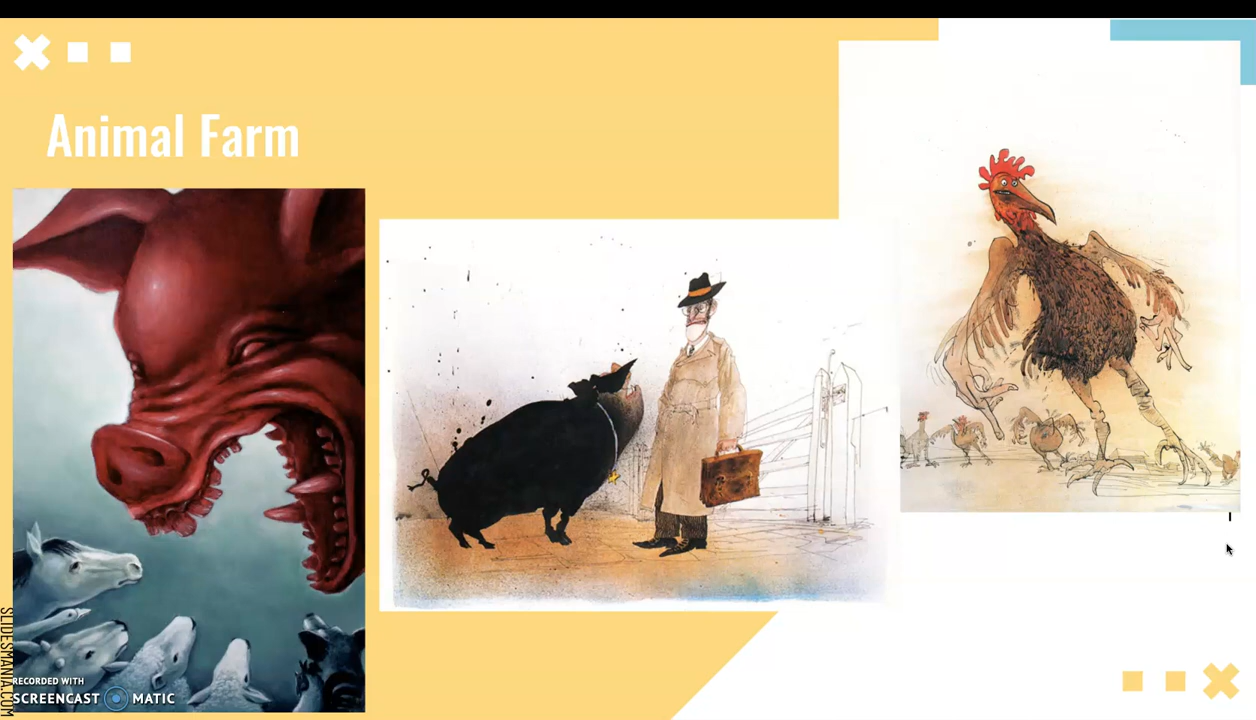 Animal Farm
SLIDESMANIA.COM
RECORDED WITH
SCREENCAST MATIC